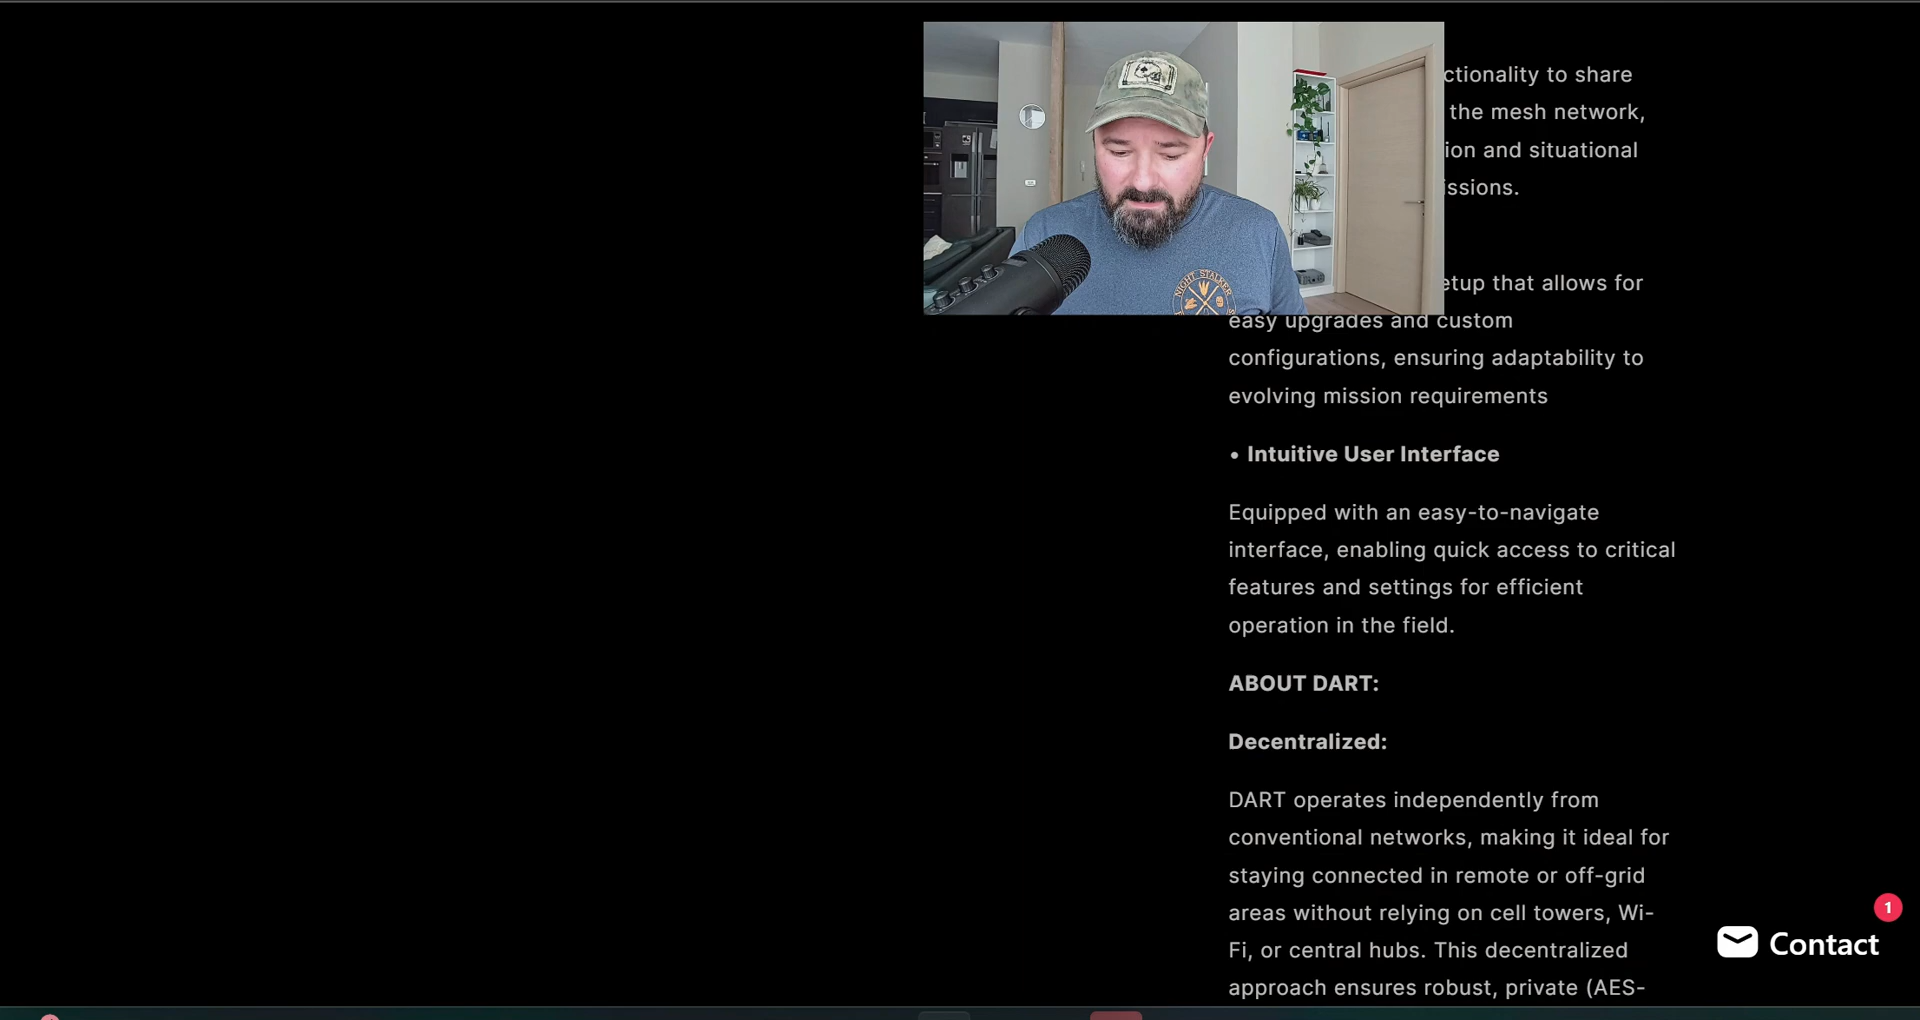 ctionality to share
the mesh network,
ion and situational
issions.
etup that allows for
easy upgrades and custom
configurations, ensuring adaptability to
evolving mission requirements
• Intuitive User Interface
Equipped with an easy-to-navigate
interface, enabling quick access to critical
features and settings for efficient
operation in the field.
ABOUT DART:
Decentralized:
DART operates independently from
conventional networks, making it ideal for
staying connected in remote or off-grid
areas without relying on cell towers, Wi-
Fi, or central hubs. This decentralized
approach ensures robust, private (AES-
NIGHT STALKER
1
Contact